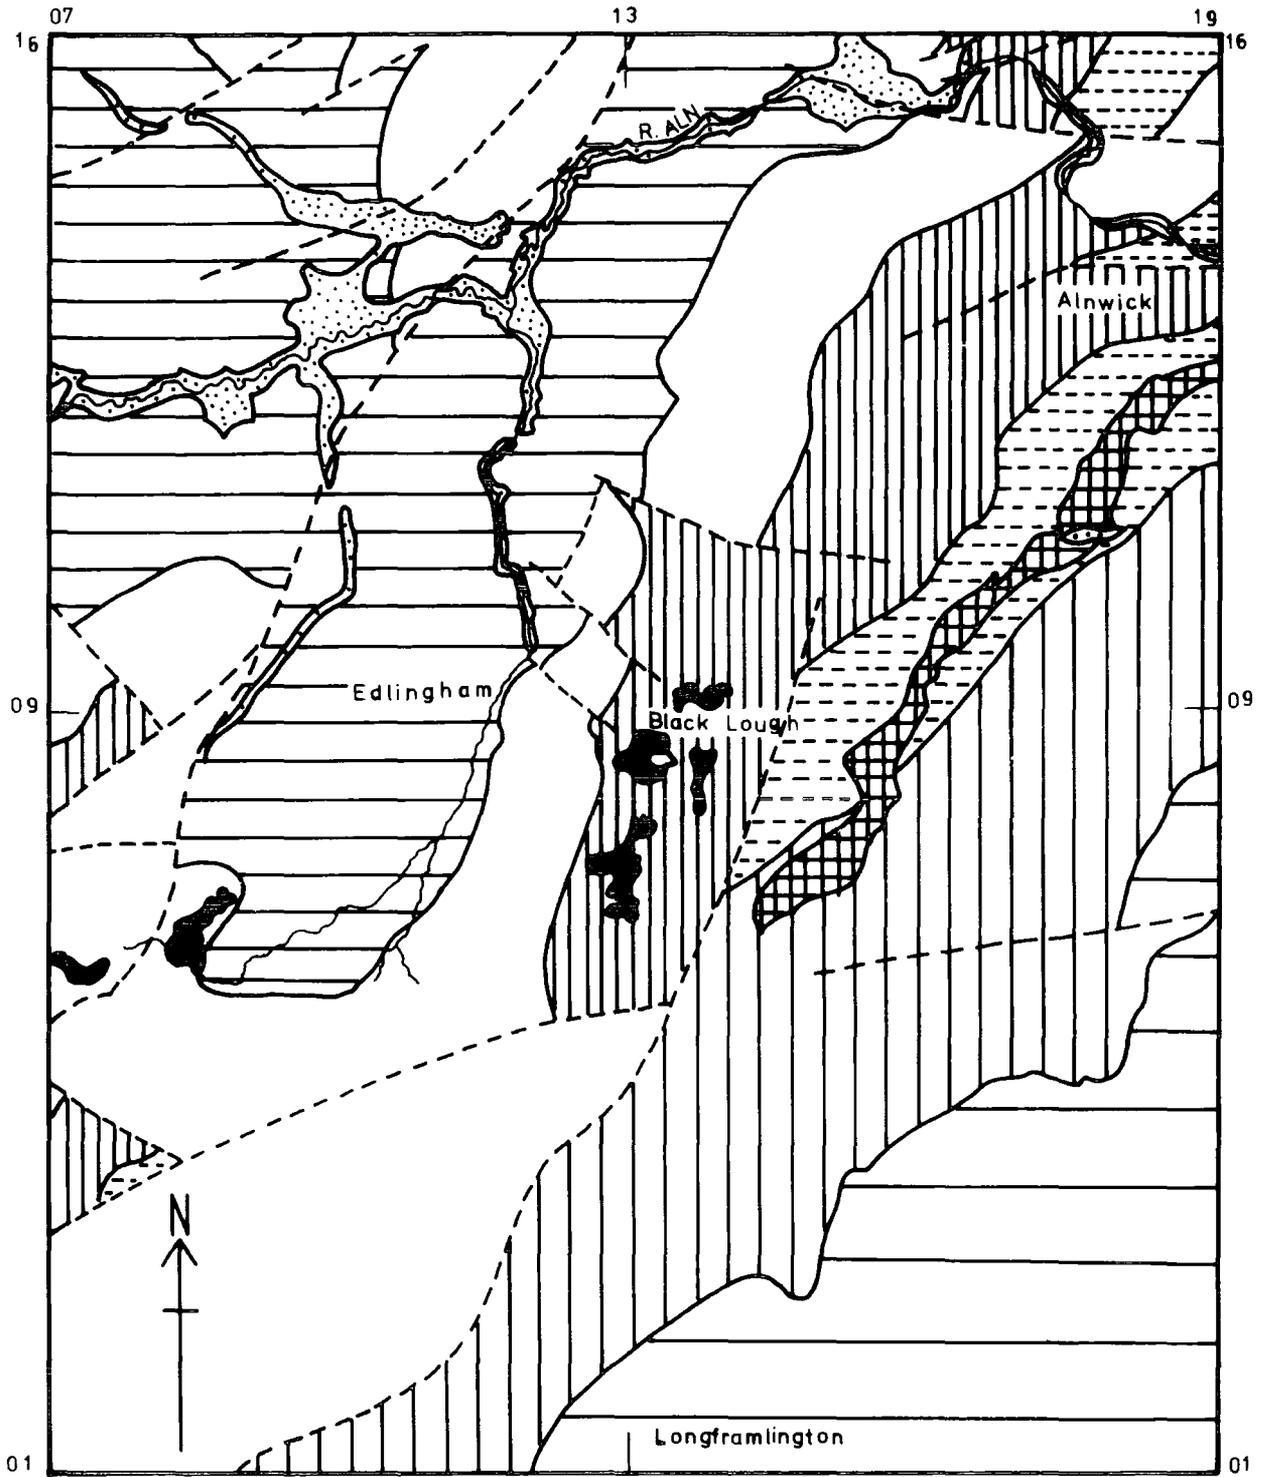 07 13 19
16 16
R. ALN
Alnwick
Edlingham
09 09
Black Lough
N
Longframlington
01 01